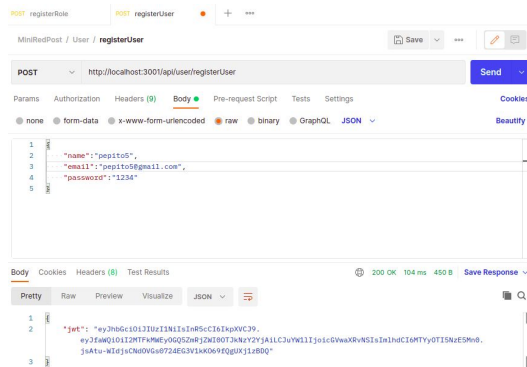 POST registerRole
POST registerUser
MiniRedPost / User / registerUser
Save
POST
http://localhost:3001/api/user/registerUser
Send
Params Authorization Headers (9) Body Pre-request Script Tests Settings Cookies
none form-data x-www-form-urlencoded raw binary GraphQL JSON Beautify
1 {
2 "name":"pepito5",
3 "email":"pepito5@gmail.com",
4 "password":"1234"
5 }
Body Cookies Headers (8) Test Results 200 OK 104 ms 450 B Save Response
Pretty Raw Preview Visualize JSON
1 {
2 "jwt": "eyJhbGciOiJIUzI1NiIsInR5cCI6IkpXVCJ9.
3 }